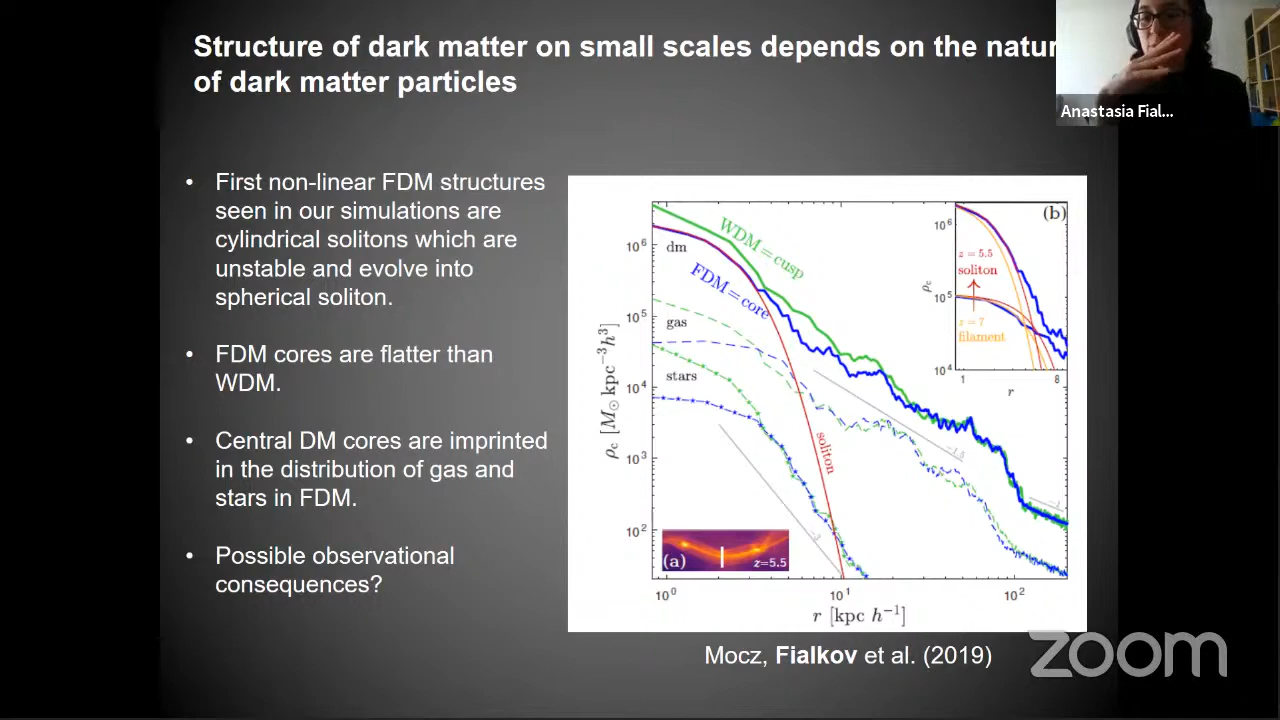 Structure of dark matter on small scales depends on the natur
of dark matter particles
Anastasia Fial...
• First non-linear FDM structures
seen in our simulations are
cylindrical solitons which are
unstable and evolve into
spherical soliton.
• FDM cores are flatter than
WDM.
• Central DM cores are imprinted
in the distribution of gas and
stars in FDM.
• Possible observational
consequences?
WDM=cusp
FDM=core
dm
gas
stars
soliton
(a)
z=5.5
(b)
z = 5.5
soliton
z = 7
filament
10⁶
10⁵
10⁴
ρc
1
8
r
10⁶
10⁵
10⁴
10³
10²
ρc [M⊙ kpc⁻³h³]
-1.5
10⁰
10¹
10²
r [kpc h⁻¹]
Mocz, Fialkov et al. (2019)
zoom